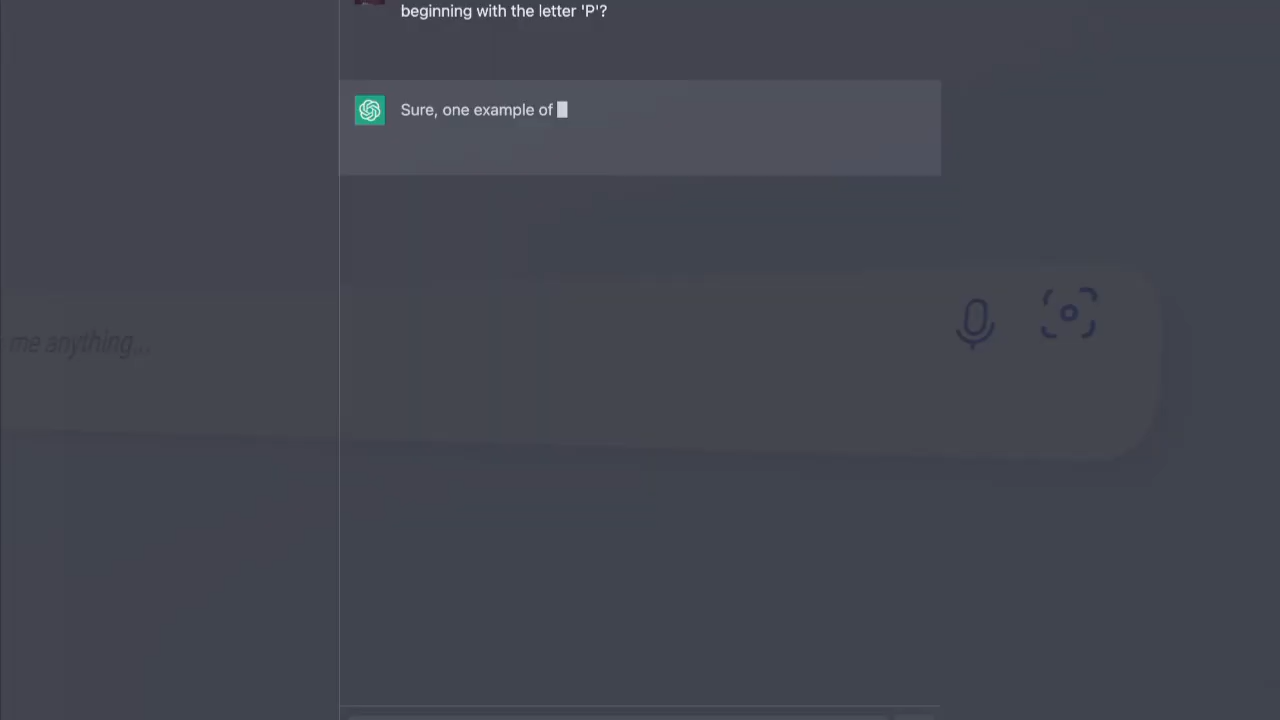 beginning with the letter 'P'?
Sure, one example of
me anything...